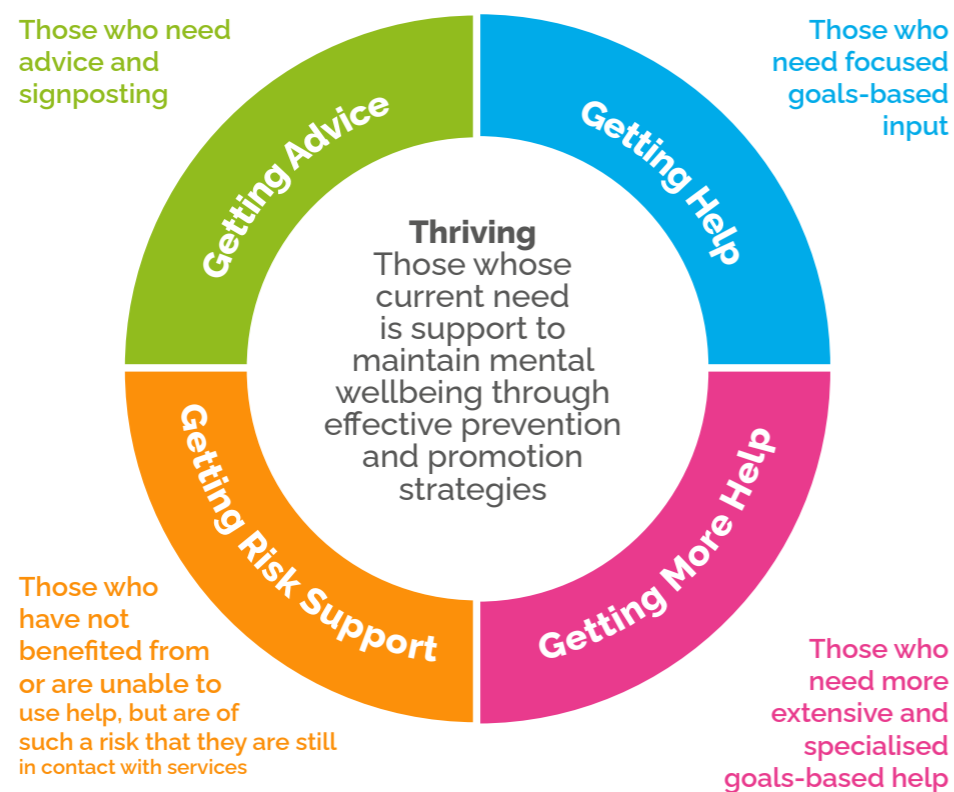 Those who need
advice and
signposting
Getting Advice
Those who
need focused
goals-based
input
Getting Help
Thriving
Those whose
current need
is support to
maintain mental
wellbeing through
effective prevention
and promotion
strategies
Getting Risk Support
Those who
have not
benefited from
or are unable to
use help, but are of
such a risk that they are still
in contact with services
Getting More Help
Those who
need more
extensive and
specialised
goals-based help